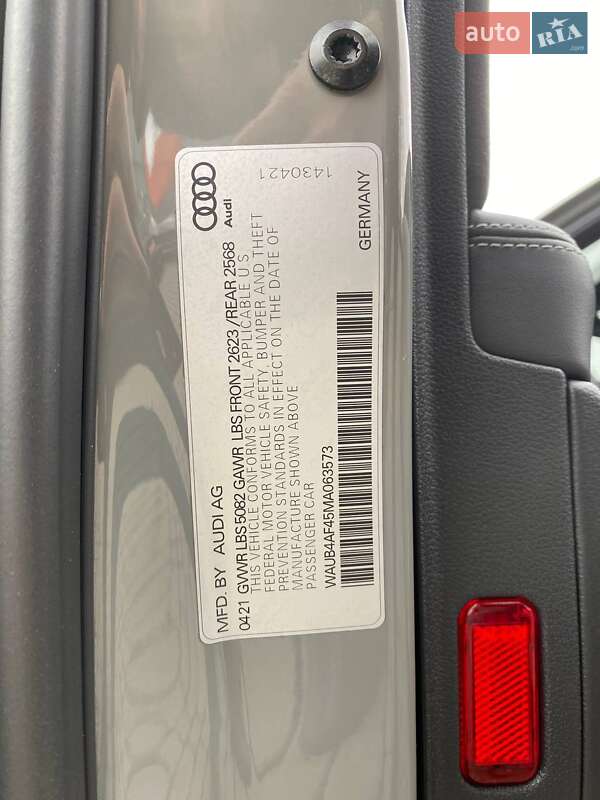 auto RIA.com
Audi
1430421
MFD. BY AUDI AG
0421 GVWR LBS 5082 GAWR LBS FRONT 2623 / REAR 2568
THIS VEHICLE CONFORMS TO ALL APPLICABLE U S
FEDERAL MOTOR VEHICLE SAFETY, BUMPER AND THEFT
PREVENTION STANDARDS IN EFFECT ON THE DATE OF
MANUFACTURE SHOWN ABOVE
PASSENGER CAR
WAUB4AF45MA063573
GERMANY